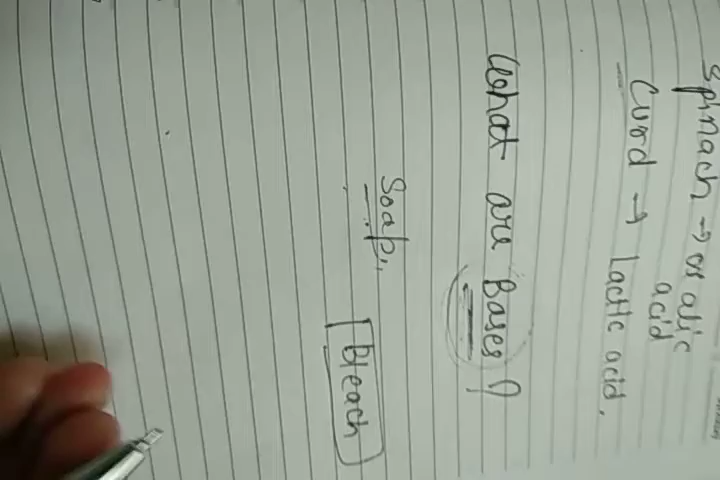 Spinach → oxalic
acid
Curd → Lactic acid.
What are Bases?
Soap,,
Bleach